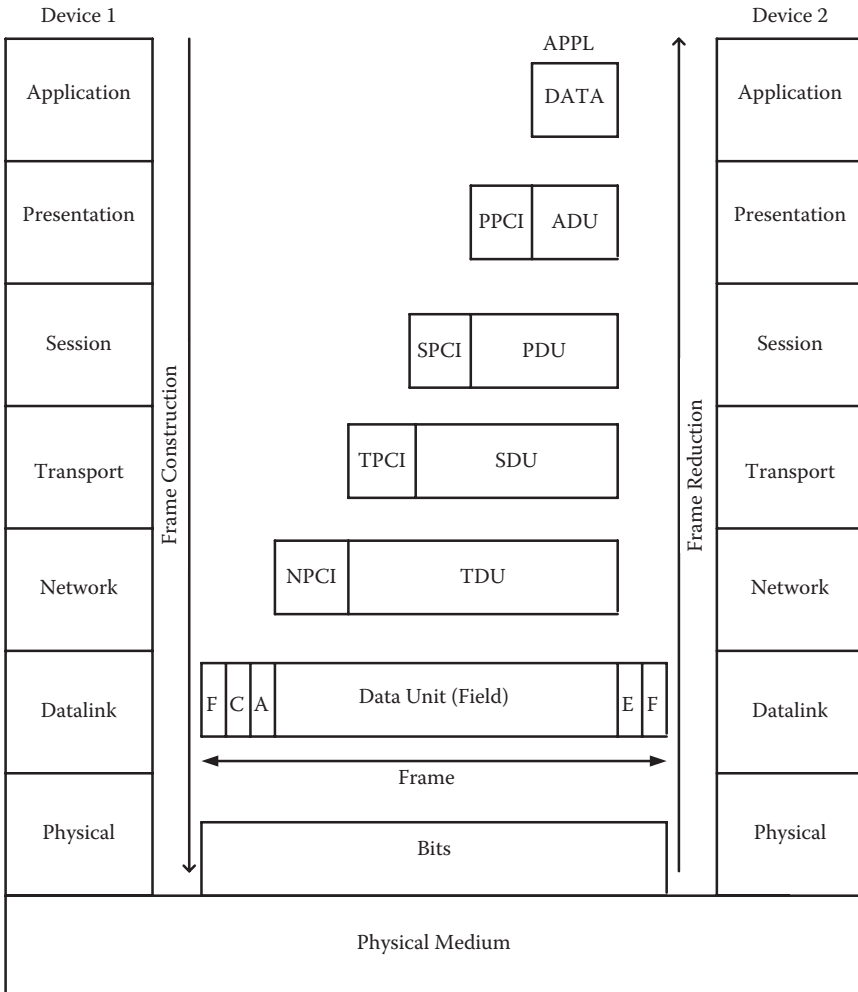 Device 1
Device 2
APPL
Application
DATA
Application
Presentation
PPCI
ADU
Presentation
Session
SPCI
PDU
Session
Frame Construction
Frame Reduction
Transport
TPCI
SDU
Transport
Network
NPCI
TDU
Network
Datalink
F
C
A
Data Unit (Field)
E
F
Datalink
Frame
Physical
Bits
Physical
Physical Medium